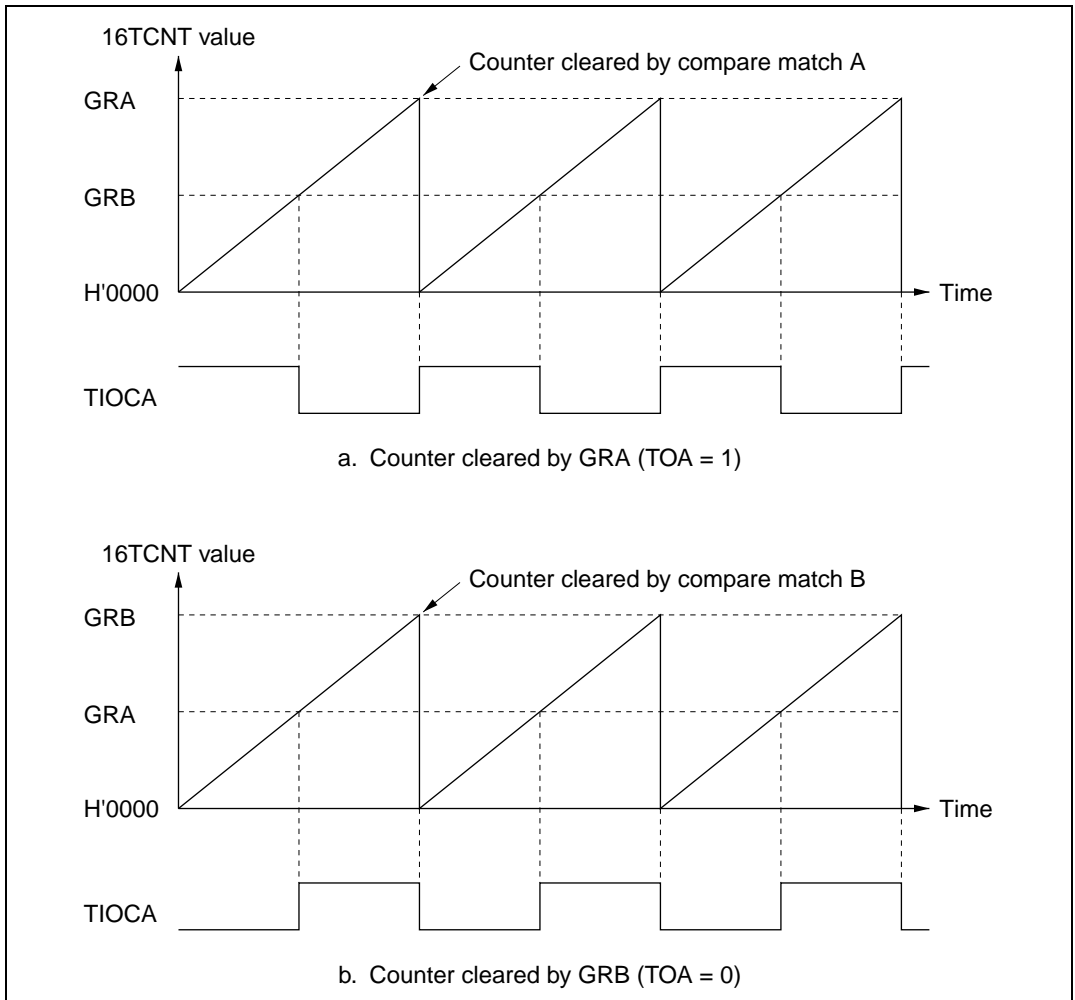 16TCNT value
Counter cleared by compare match A
GRA
GRB
H'0000
Time
TIOCA
a. Counter cleared by GRA (TOA = 1)
16TCNT value
Counter cleared by compare match B
GRB
GRA
H'0000
Time
TIOCA
b. Counter cleared by GRB (TOA = 0)